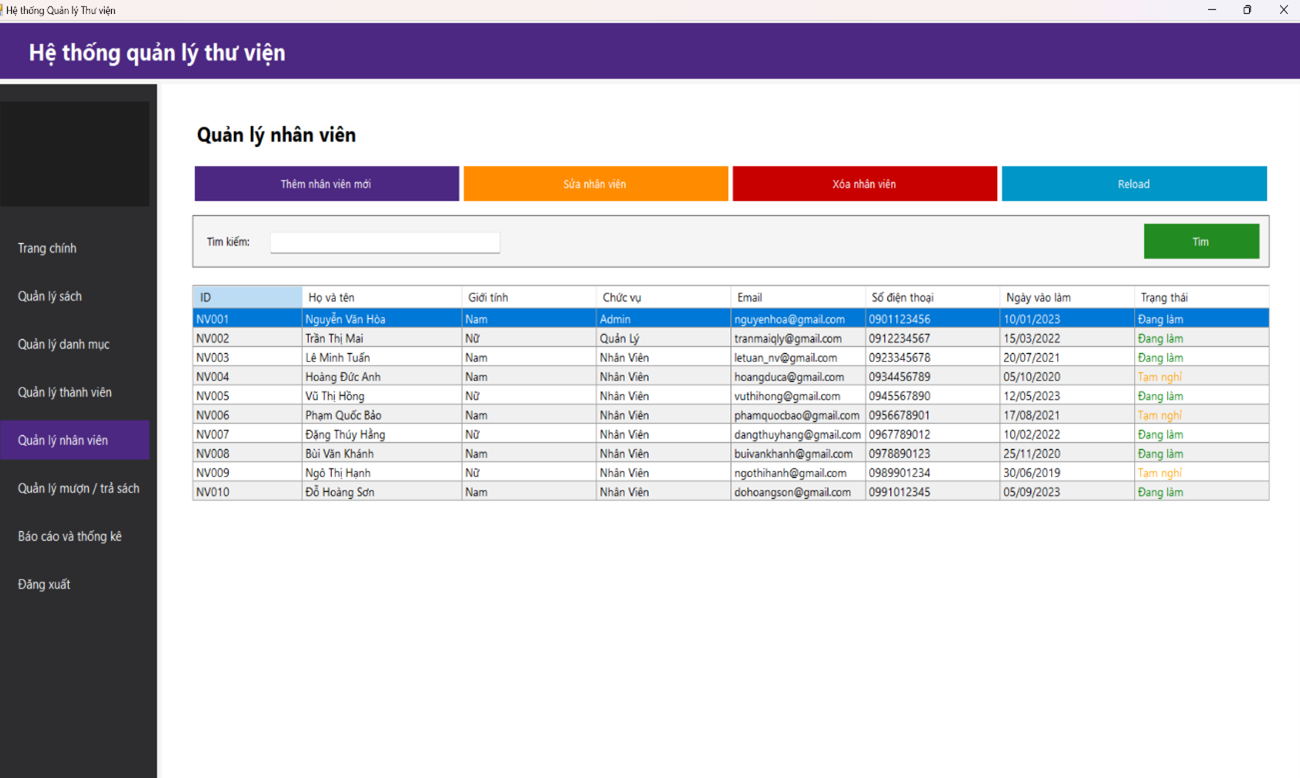 Hệ thống Quản lý Thư viện
Hệ thống quản lý thư viện
Trang chính
Quản lý sách
Quản lý danh mục
Quản lý thành viên
Quản lý nhân viên
Quản lý mượn / trả sách
Báo cáo và thống kê
Đăng xuất
Quản lý nhân viên
Thêm nhân viên mới Sửa nhân viên Xóa nhân viên Reload
Tìm kiếm: Tìm
ID Họ và tên Giới tính Chức vụ Email Số điện thoại Ngày vào làm Trạng thái
NV001 Nguyễn Văn Hòa Nam Admin nguyenhoa@gmail.com 0901123456 10/01/2023 Đang làm
NV002 Trần Thị Mai Nữ Quản Lý tranmaiqly@gmail.com 0912234567 15/03/2022 Đang làm
NV003 Lê Minh Tuấn Nam Nhân Viên letuan_nv@gmail.com 0923345678 20/07/2021 Đang làm
NV004 Hoàng Đức Anh Nam Nhân Viên hoangduca@gmail.com 0934456789 05/10/2020 Tạm nghỉ
NV005 Vũ Thị Hồng Nữ Nhân Viên vuthihong@gmail.com 0945567890 12/05/2023 Đang làm
NV006 Phạm Quốc Bảo Nam Nhân Viên phamquocbao@gmail.com 0956678901 17/08/2021 Tạm nghỉ
NV007 Đặng Thúy Hằng Nữ Nhân Viên dangthuyhang@gmail.com 0967789012 10/02/2022 Đang làm
NV008 Bùi Văn Khánh Nam Nhân Viên buivankhanh@gmail.com 0978890123 25/11/2020 Đang làm
NV009 Ngô Thị Hạnh Nữ Nhân Viên ngothihanh@gmail.com 0989901234 30/06/2019 Tạm nghỉ
NV010 Đỗ Hoàng Sơn Nam Nhân Viên dohoangson@gmail.com 0991012345 05/09/2023 Đang làm